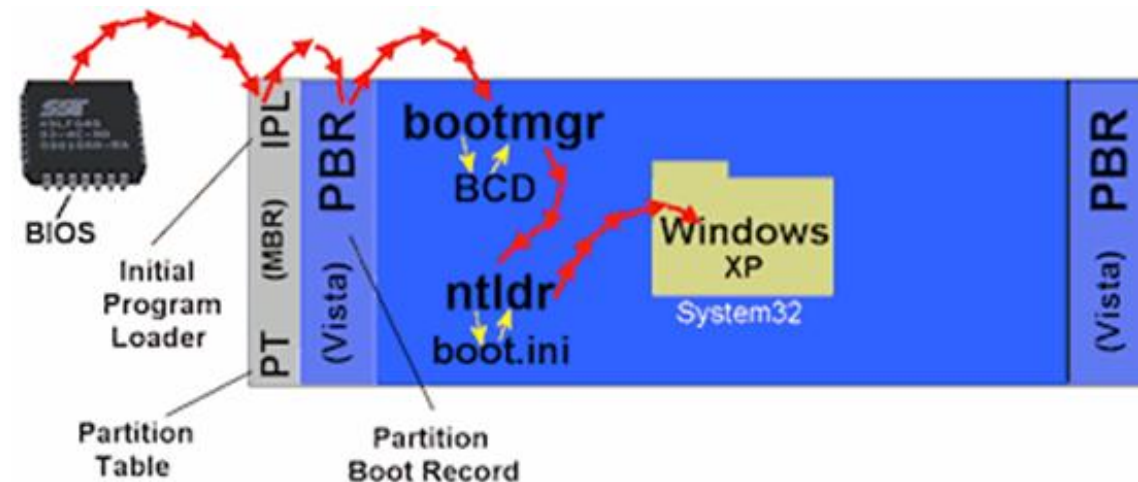 SST
BIOS
Initial
Program
Loader
IPL
(MBR)
PT
Partition
Table
PBR
(Vista)
Partition
Boot Record
bootmgr
BCD
ntldr
boot.ini
Windows
XP
System32
PBR
(Vista)